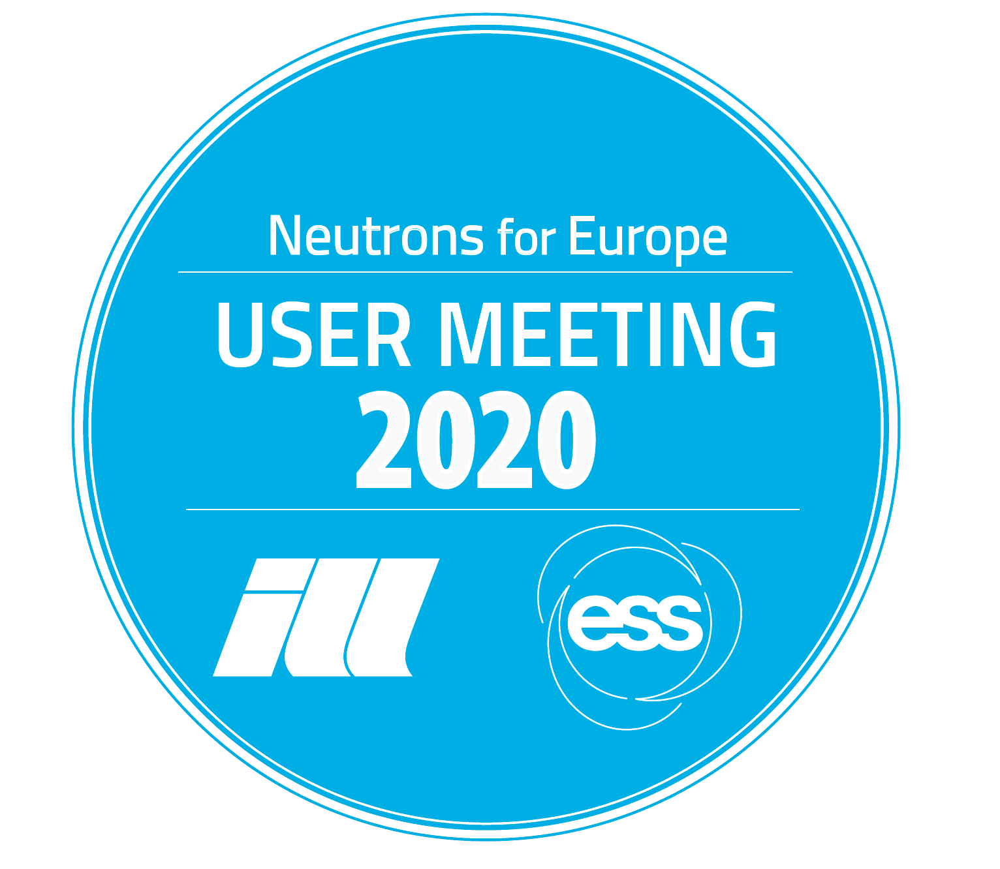 Neutrons for Europe
USER MEETING
2020
ill ess